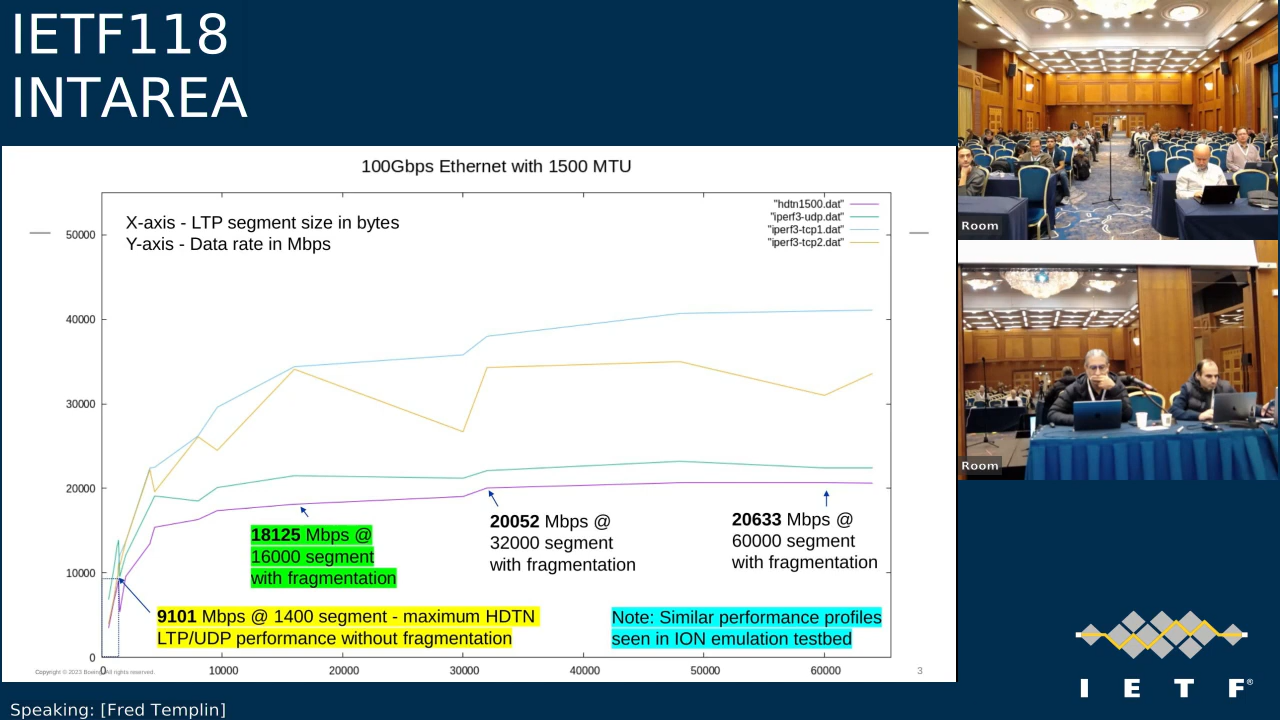 IETF118
INTAREA
100Gbps Ethernet with 1500 MTU
X-axis - LTP segment size in bytes
Y-axis - Data rate in Mbps
"hdtn1500.dat"
"iperf3-udp.dat"
"iperf3-tcp1.dat"
"iperf3-tcp2.dat"
50000
40000
30000
20000
10000
0
18125 Mbps @
16000 segment
with fragmentation
20052 Mbps @
32000 segment
with fragmentation
20633 Mbps @
60000 segment
with fragmentation
9101 Mbps @ 1400 segment - maximum HDTN
LTP/UDP performance without fragmentation
Note: Similar performance profiles
seen in ION emulation testbed
0 10000 20000 30000 40000 50000 60000
Copyright © 2023 Boeing. All rights reserved.
3
Room
Room
I E T F®
Speaking: [Fred Templin]